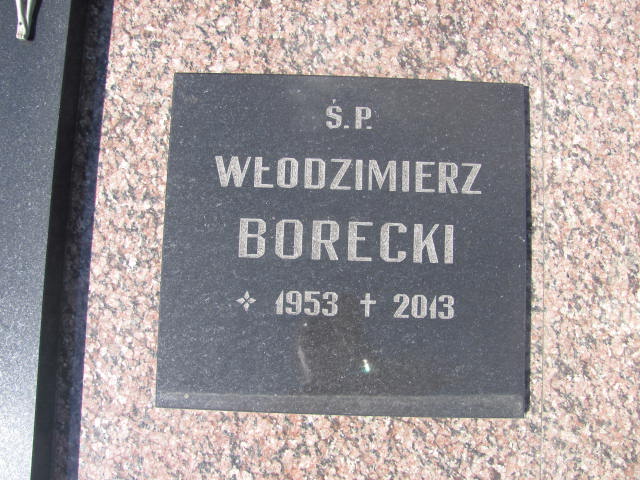 Ś.P.
WŁODZIMIERZ
BORECKI
✧ 1953 † 2013